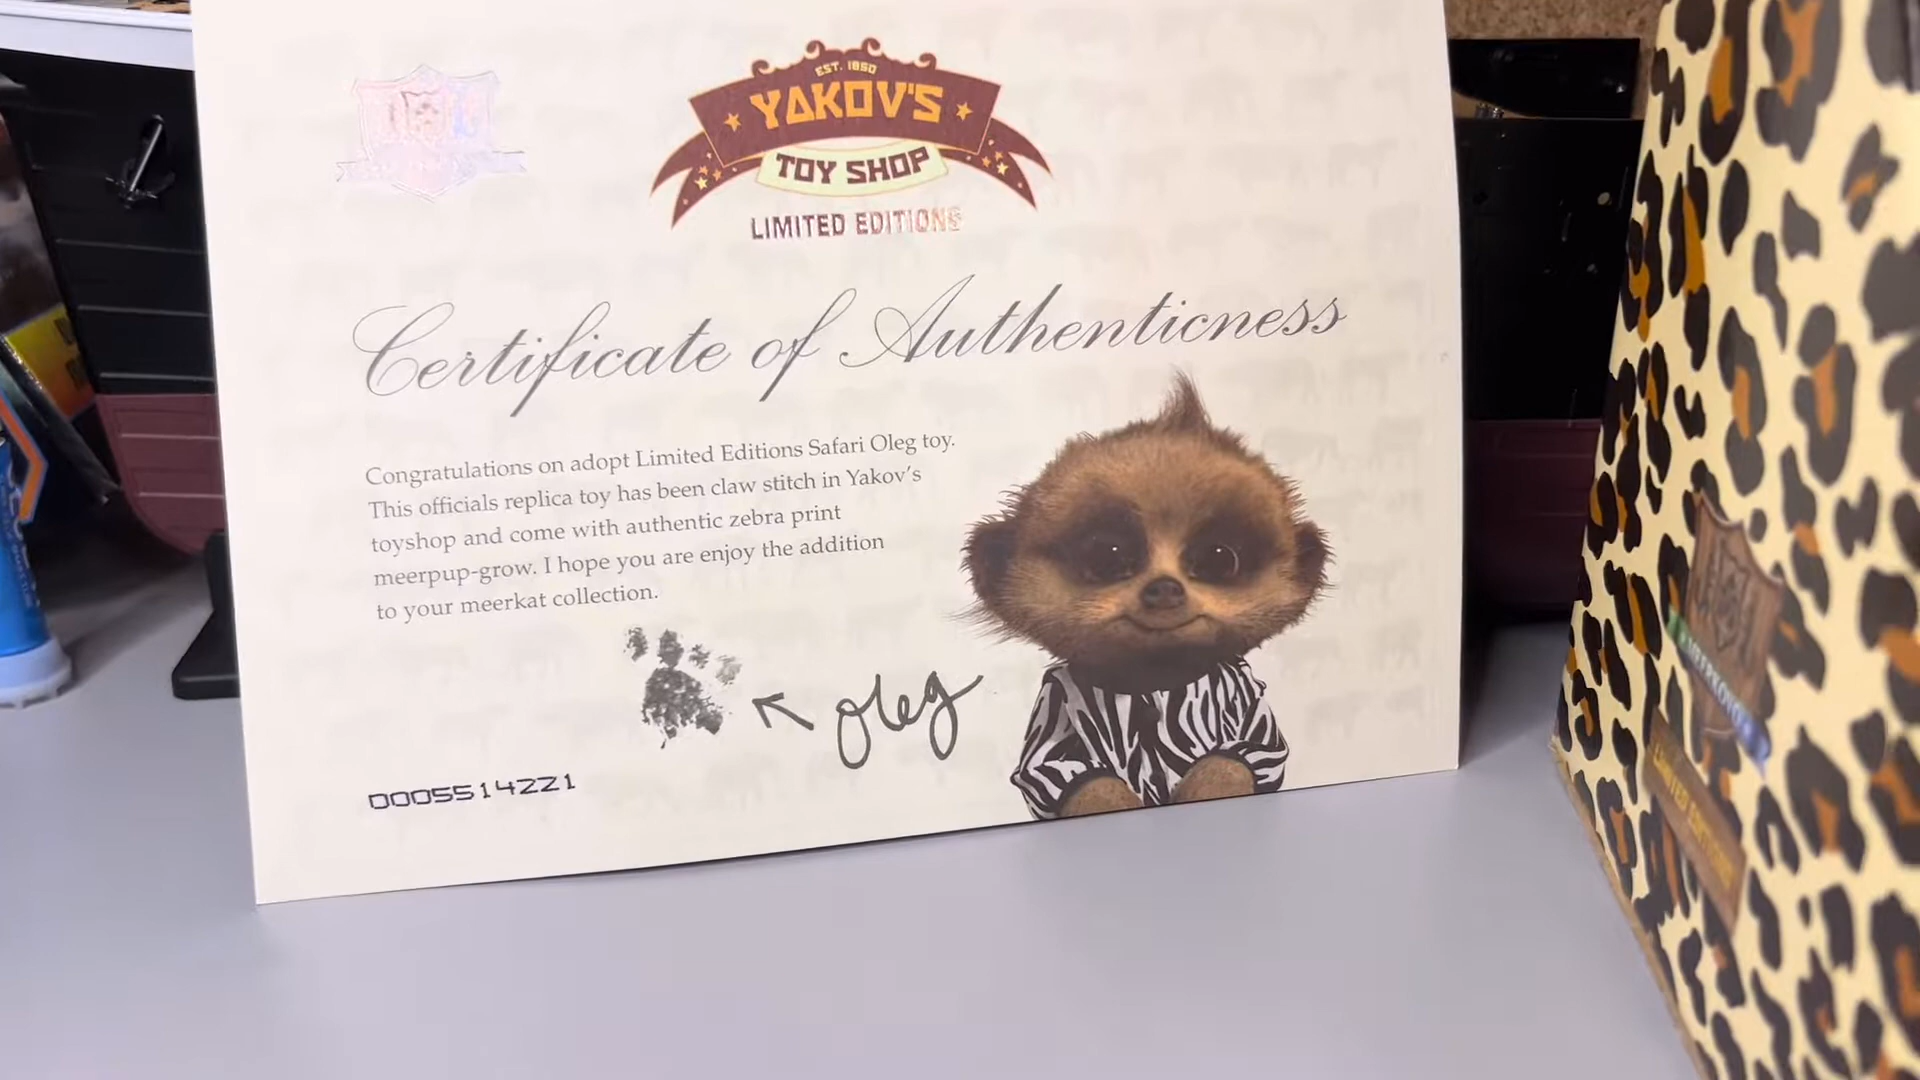 EST. 1850
YAKOV'S
TOY SHOP
LIMITED EDITIONS
Certificate of Authenticness
Congratulations on adopt Limited Editions Safari Oleg toy.
This officials replica toy has been claw stitch in Yakov's
toyshop and come with authentic zebra print
meerpup-grow. I hope you are enjoy the addition
to your meerkat collection.
Oleg
0005514221
LIMITED EDITIONS